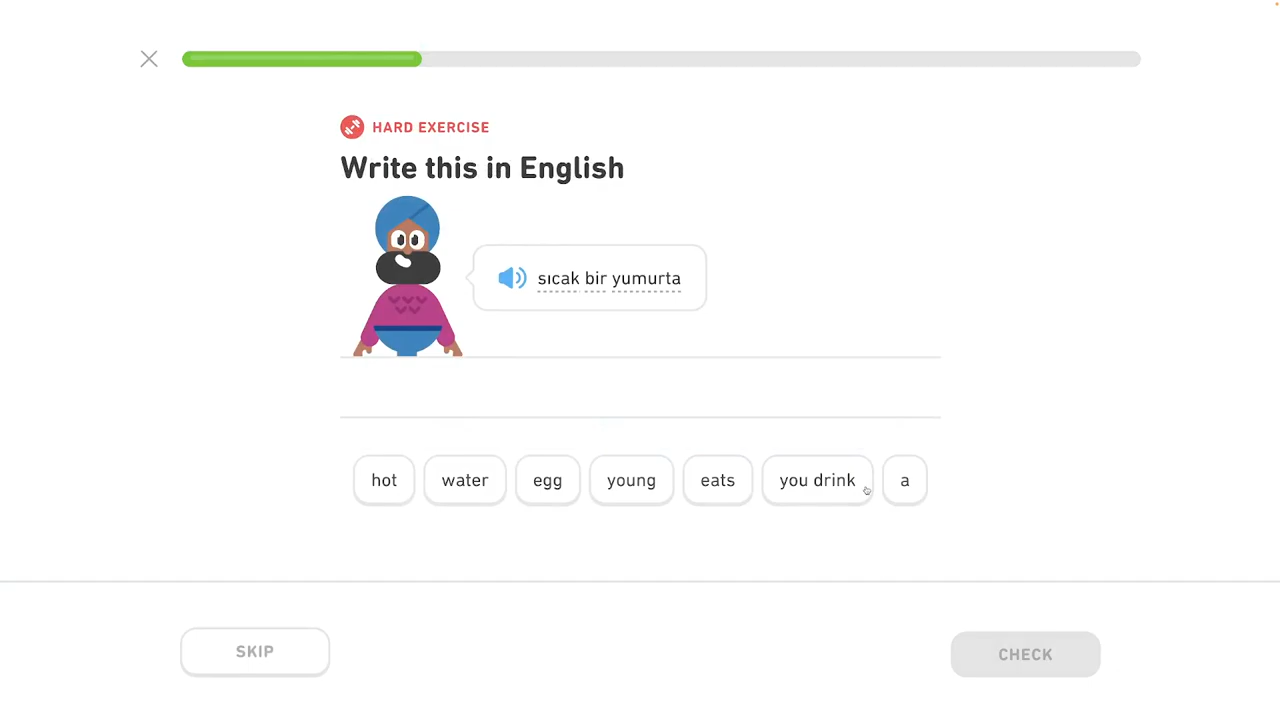 HARD EXERCISE
Write this in English
sıcak bir yumurta
hot water egg young eats you drink a
SKIP CHECK